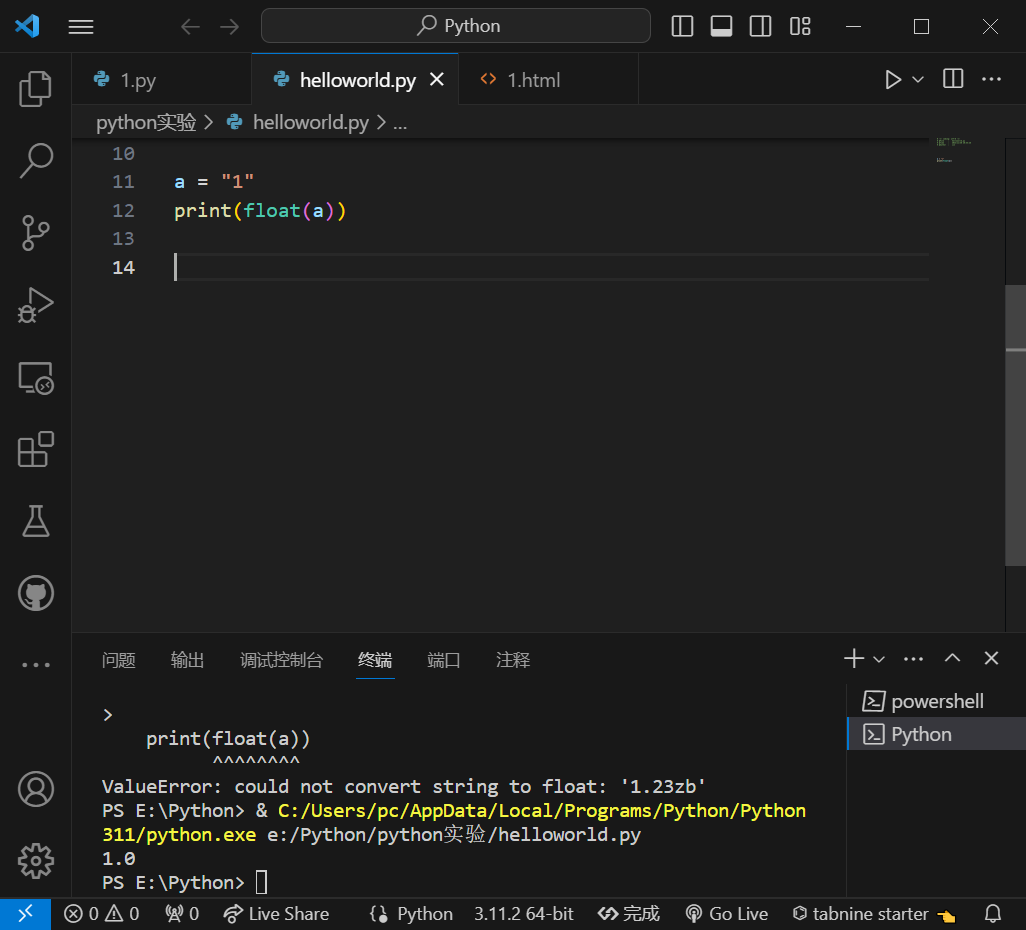 Python
1.py
helloworld.py
1.html
python实验 > helloworld.py > ...
10
11 a = "1"
12 print(float(a))
13
14
问题 输出 调试控制台 终端 端口 注释
>
print(float(a))
^^^^^^^^
ValueError: could not convert string to float: '1.23zb'
PS E:\Python> & C:/Users/pc/AppData/Local/Programs/Python/Python
311/python.exe e:/Python/python实验/helloworld.py
1.0
PS E:\Python>
powershell
Python
0 0 0 Live Share Python 3.11.2 64-bit 完成 Go Live tabnine starter